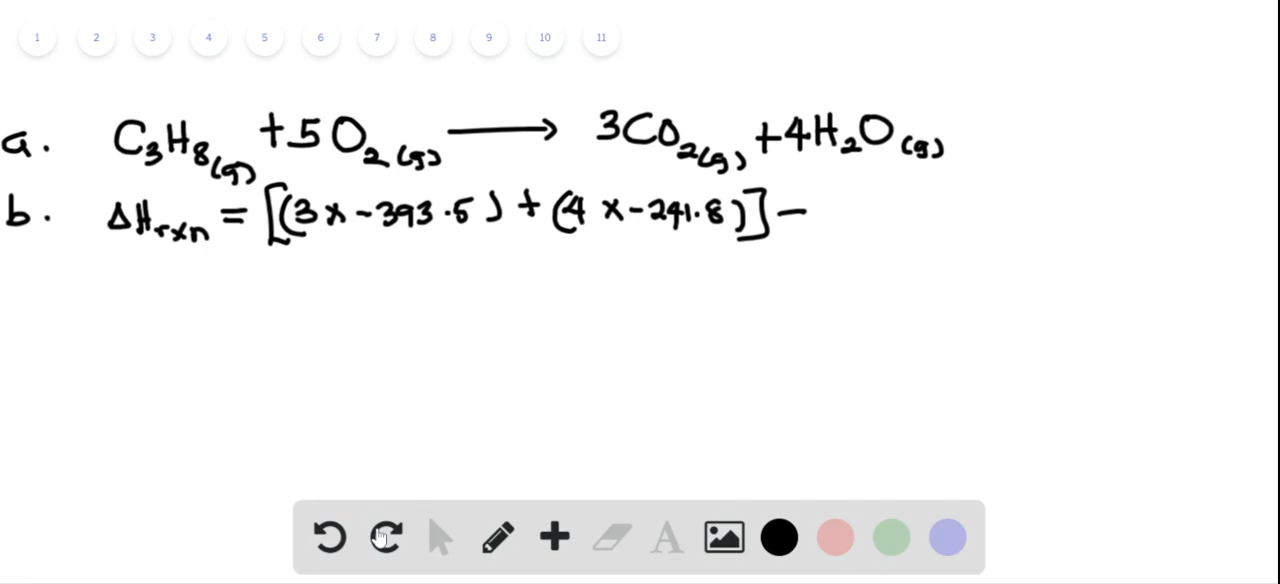 1 2 3 4 5 6 7 8 9 10 11
a. C₃H₈(g) + 5O₂(g) ⟶ 3CO₂(g) + 4H₂O(g)
b. ΔHrxn = [(3 x -393.5) + (4 x -241.8)] -
A